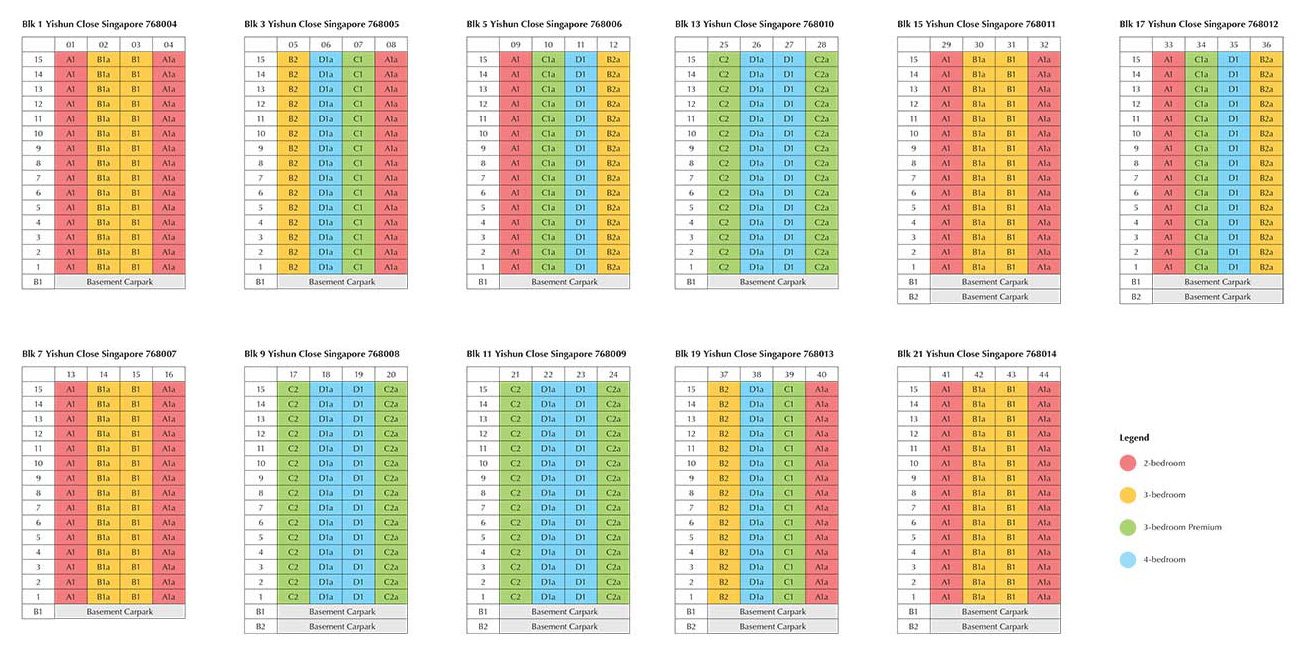 Blk 1 Yishun Close Singapore 768004
01 02 03 04
15 A1 B1a B1 A1a
14 A1 B1a B1 A1a
13 A1 B1a B1 A1a
12 A1 B1a B1 A1a
11 A1 B1a B1 A1a
10 A1 B1a B1 A1a
9 A1 B1a B1 A1a
8 A1 B1a B1 A1a
7 A1 B1a B1 A1a
6 A1 B1a B1 A1a
5 A1 B1a B1 A1a
4 A1 B1a B1 A1a
3 A1 B1a B1 A1a
2 A1 B1a B1 A1a
1 A1 B1a B1 A1a
B1 Basement Carpark
Blk 3 Yishun Close Singapore 768005
05 06 07 08
15 B2 D1a C1 A1a
14 B2 D1a C1 A1a
13 B2 D1a C1 A1a
12 B2 D1a C1 A1a
11 B2 D1a C1 A1a
10 B2 D1a C1 A1a
9 B2 D1a C1 A1a
8 B2 D1a C1 A1a
7 B2 D1a C1 A1a
6 B2 D1a C1 A1a
5 B2 D1a C1 A1a
4 B2 D1a C1 A1a
3 B2 D1a C1 A1a
2 B2 D1a C1 A1a
1 B2 D1a C1 A1a
B1 Basement Carpark
Blk 5 Yishun Close Singapore 768006
09 10 11 12
15 A1 C1a D1 B2a
14 A1 C1a D1 B2a
13 A1 C1a D1 B2a
12 A1 C1a D1 B2a
11 A1 C1a D1 B2a
10 A1 C1a D1 B2a
9 A1 C1a D1 B2a
8 A1 C1a D1 B2a
7 A1 C1a D1 B2a
6 A1 C1a D1 B2a
5 A1 C1a D1 B2a
4 A1 C1a D1 B2a
3 A1 C1a D1 B2a
2 A1 C1a D1 B2a
1 A1 C1a D1 B2a
B1 Basement Carpark
Blk 13 Yishun Close Singapore 768010
25 26 27 28
15 C2 D1a D1 C2a
14 C2 D1a D1 C2a
13 C2 D1a D1 C2a
12 C2 D1a D1 C2a
11 C2 D1a D1 C2a
10 C2 D1a D1 C2a
9 C2 D1a D1 C2a
8 C2 D1a D1 C2a
7 C2 D1a D1 C2a
6 C2 D1a D1 C2a
5 C2 D1a D1 C2a
4 C2 D1a D1 C2a
3 C2 D1a D1 C2a
2 C2 D1a D1 C2a
1 C2 D1a D1 C2a
B1 Basement Carpark
Blk 15 Yishun Close Singapore 768011
29 30 31 32
15 A1 B1a B1 A1a
14 A1 B1a B1 A1a
13 A1 B1a B1 A1a
12 A1 B1a B1 A1a
11 A1 B1a B1 A1a
10 A1 B1a B1 A1a
9 A1 B1a B1 A1a
8 A1 B1a B1 A1a
7 A1 B1a B1 A1a
6 A1 B1a B1 A1a
5 A1 B1a B1 A1a
4 A1 B1a B1 A1a
3 A1 B1a B1 A1a
2 A1 B1a B1 A1a
1 A1 B1a B1 A1a
B1 Basement Carpark
B2 Basement Carpark
Blk 17 Yishun Close Singapore 768012
33 34 35 36
15 A1 C1a D1 B2a
14 A1 C1a D1 B2a
13 A1 C1a D1 B2a
12 A1 C1a D1 B2a
11 A1 C1a D1 B2a
10 A1 C1a D1 B2a
9 A1 C1a D1 B2a
8 A1 C1a D1 B2a
7 A1 C1a D1 B2a
6 A1 C1a D1 B2a
5 A1 C1a D1 B2a
4 A1 C1a D1 B2a
3 A1 C1a D1 B2a
2 A1 C1a D1 B2a
1 A1 C1a D1 B2a
B1 Basement Carpark
B2 Basement Carpark
Blk 7 Yishun Close Singapore 768007
13 14 15 16
15 A1 B1a B1 A1a
14 A1 B1a B1 A1a
13 A1 B1a B1 A1a
12 A1 B1a B1 A1a
11 A1 B1a B1 A1a
10 A1 B1a B1 A1a
9 A1 B1a B1 A1a
8 A1 B1a B1 A1a
7 A1 B1a B1 A1a
6 A1 B1a B1 A1a
5 A1 B1a B1 A1a
4 A1 B1a B1 A1a
3 A1 B1a B1 A1a
2 A1 B1a B1 A1a
1 A1 B1a B1 A1a
B1 Basement Carpark
Blk 9 Yishun Close Singapore 768008
17 18 19 20
15 C2 D1a D1 C2a
14 C2 D1a D1 C2a
13 C2 D1a D1 C2a
12 C2 D1a D1 C2a
11 C2 D1a D1 C2a
10 C2 D1a D1 C2a
9 C2 D1a D1 C2a
8 C2 D1a D1 C2a
7 C2 D1a D1 C2a
6 C2 D1a D1 C2a
5 C2 D1a D1 C2a
4 C2 D1a D1 C2a
3 C2 D1a D1 C2a
2 C2 D1a D1 C2a
1 C2 D1a D1 C2a
B1 Basement Carpark
B2 Basement Carpark
Blk 11 Yishun Close Singapore 768009
21 22 23 24
15 C2 D1a D1 C2a
14 C2 D1a D1 C2a
13 C2 D1a D1 C2a
12 C2 D1a D1 C2a
11 C2 D1a D1 C2a
10 C2 D1a D1 C2a
9 C2 D1a D1 C2a
8 C2 D1a D1 C2a
7 C2 D1a D1 C2a
6 C2 D1a D1 C2a
5 C2 D1a D1 C2a
4 C2 D1a D1 C2a
3 C2 D1a D1 C2a
2 C2 D1a D1 C2a
1 C2 D1a D1 C2a
B1 Basement Carpark
B2 Basement Carpark
Blk 19 Yishun Close Singapore 768013
37 38 39 40
15 B2 D1a C1 A1a
14 B2 D1a C1 A1a
13 B2 D1a C1 A1a
12 B2 D1a C1 A1a
11 B2 D1a C1 A1a
10 B2 D1a C1 A1a
9 B2 D1a C1 A1a
8 B2 D1a C1 A1a
7 B2 D1a C1 A1a
6 B2 D1a C1 A1a
5 B2 D1a C1 A1a
4 B2 D1a C1 A1a
3 B2 D1a C1 A1a
2 B2 D1a C1 A1a
1 B2 D1a C1 A1a
B1 Basement Carpark
B2 Basement Carpark
Blk 21 Yishun Close Singapore 768014
41 42 43 44
15 A1 B1a B1 A1a
14 A1 B1a B1 A1a
13 A1 B1a B1 A1a
12 A1 B1a B1 A1a
11 A1 B1a B1 A1a
10 A1 B1a B1 A1a
9 A1 B1a B1 A1a
8 A1 B1a B1 A1a
7 A1 B1a B1 A1a
6 A1 B1a B1 A1a
5 A1 B1a B1 A1a
4 A1 B1a B1 A1a
3 A1 B1a B1 A1a
2 A1 B1a B1 A1a
1 A1 B1a B1 A1a
B1 Basement Carpark
B2 Basement Carpark
Legend
2-bedroom
3-bedroom
3-bedroom Premium
4-bedroom